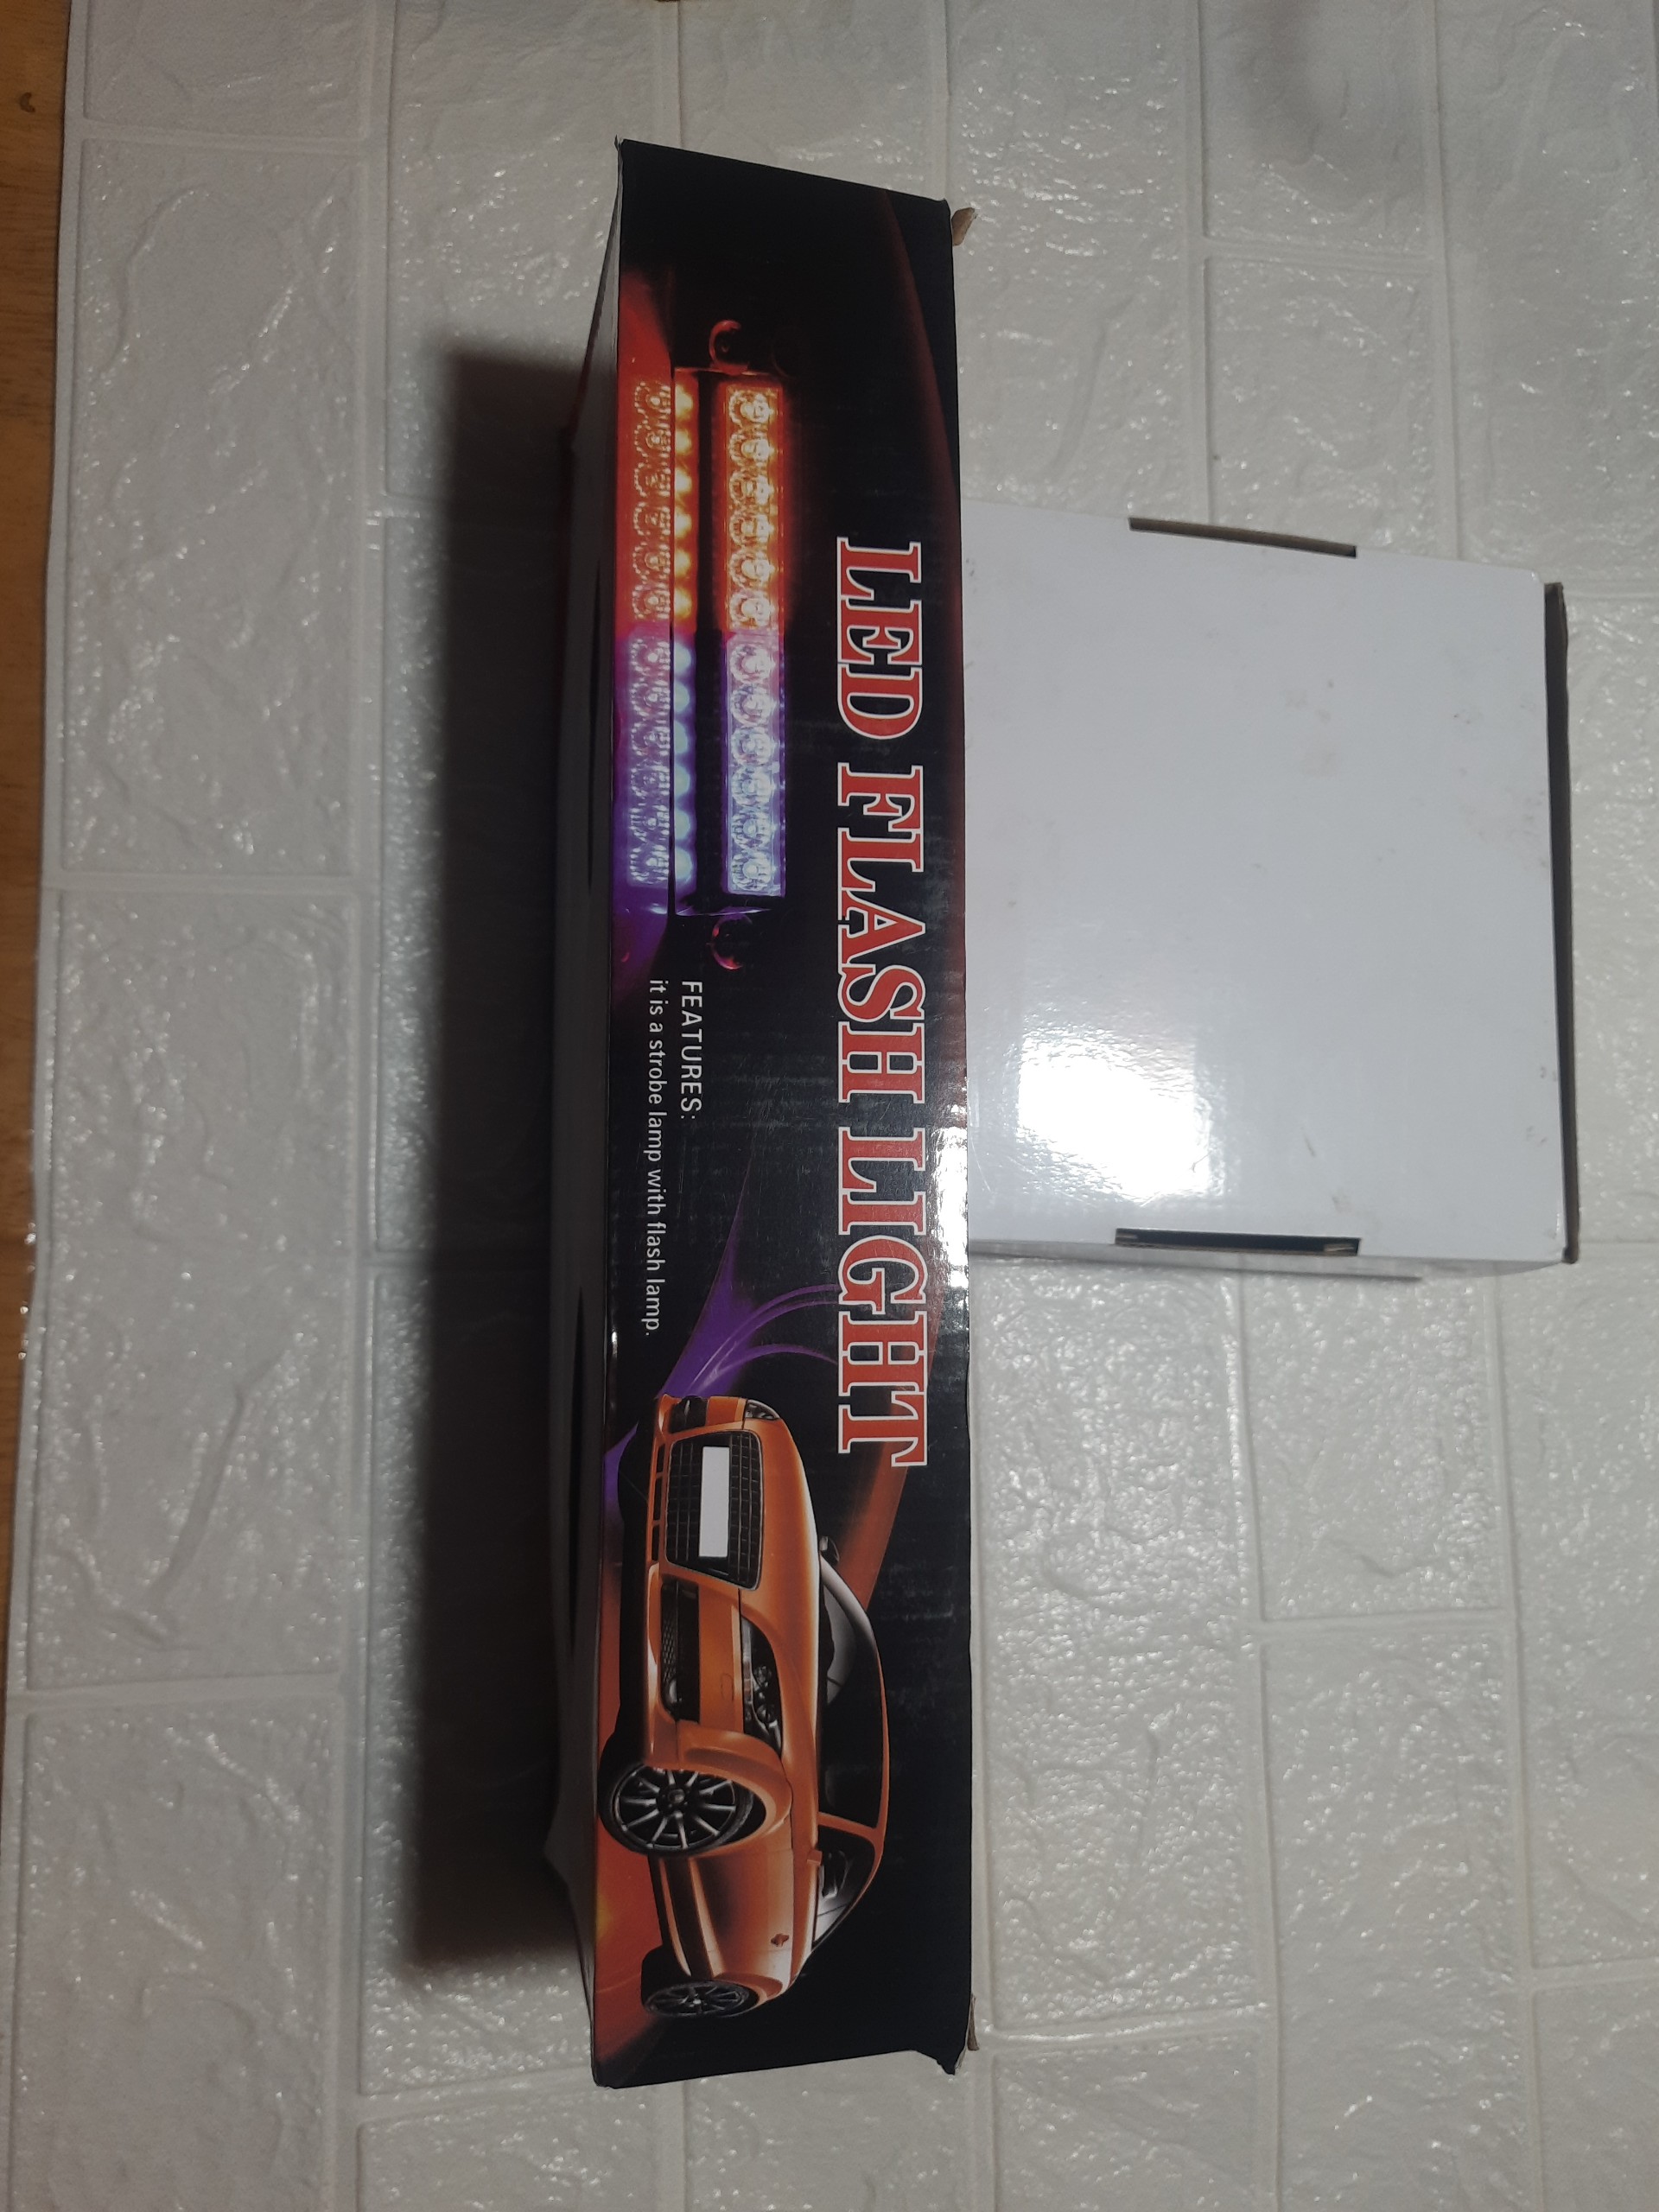 LED FLASH LIGHT
FEATURES:
it is a strobe lamp with flash lamp.